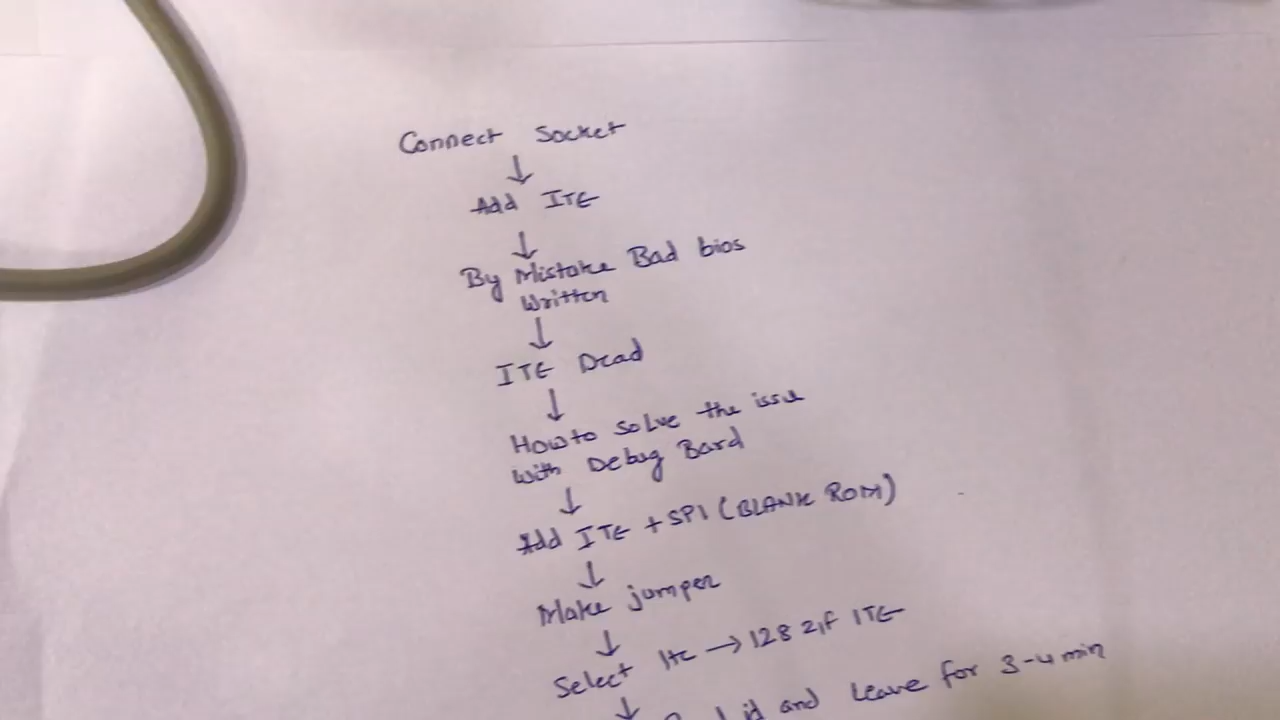 Connect Socket
↓
Add ITE
↓
By Mistake Bad bios
Written
↓
ITE Dead
↓
How to solve the issue
With Debug Bard
↓
Add ITE + SPI (BLANK ROM)
↓
Make jumper
↓
Select Ite → 128 zif ITE
↓
id and leave for 3-4 min